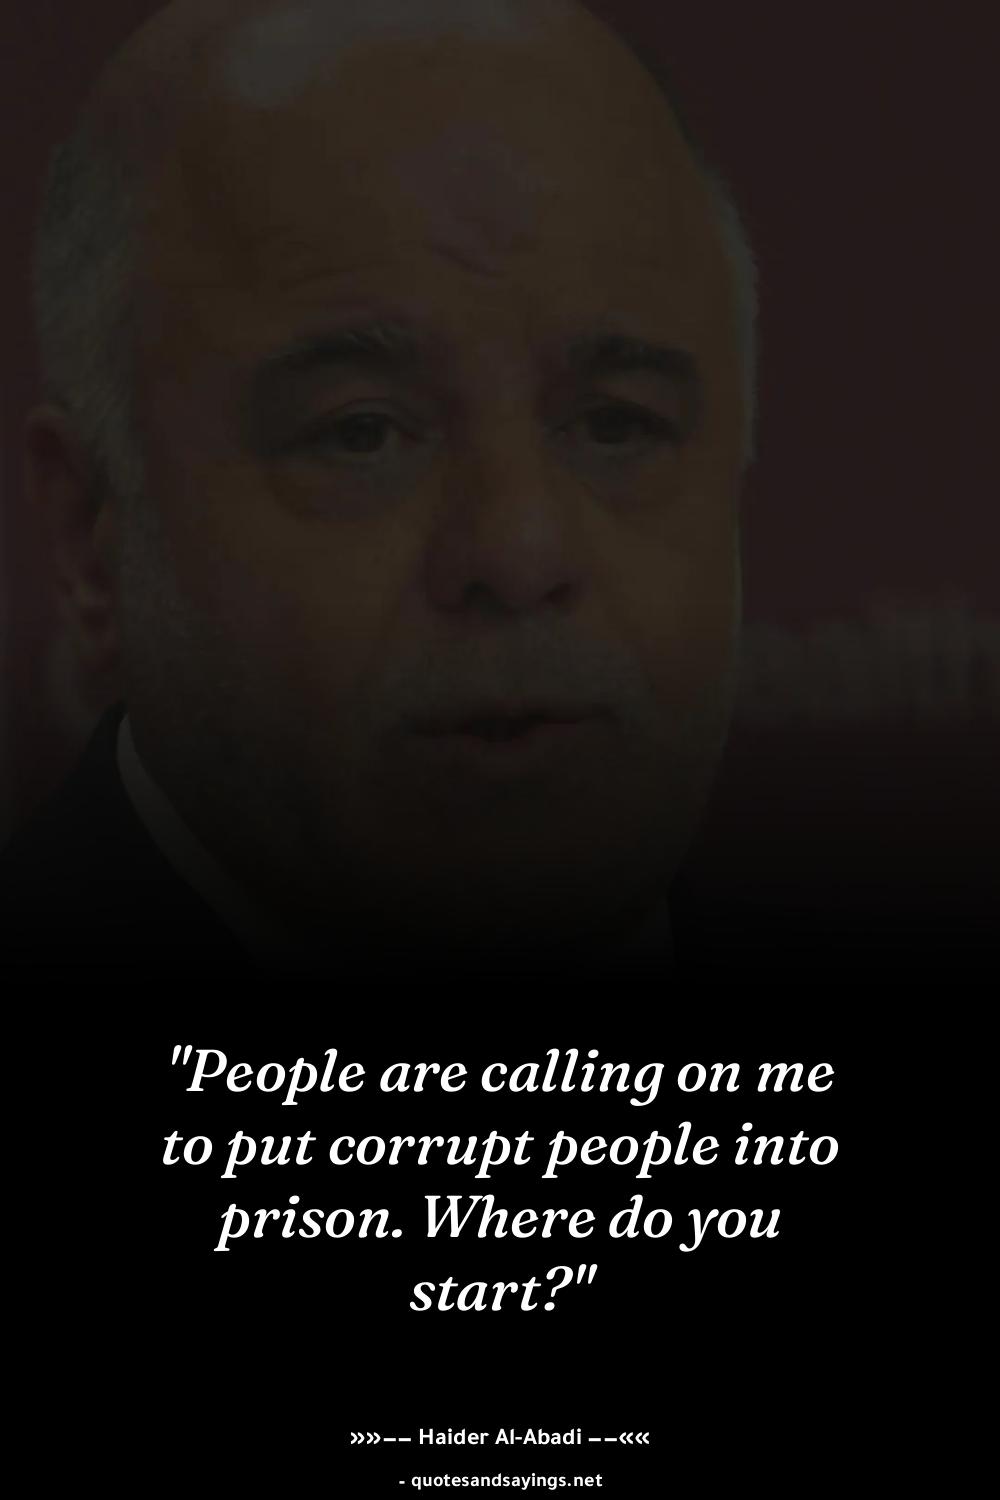 "People are calling on me
to put corrupt people into
prison. Where do you
start?"
»»−− Haider Al-Abadi −−««
- quotesandsayings.net